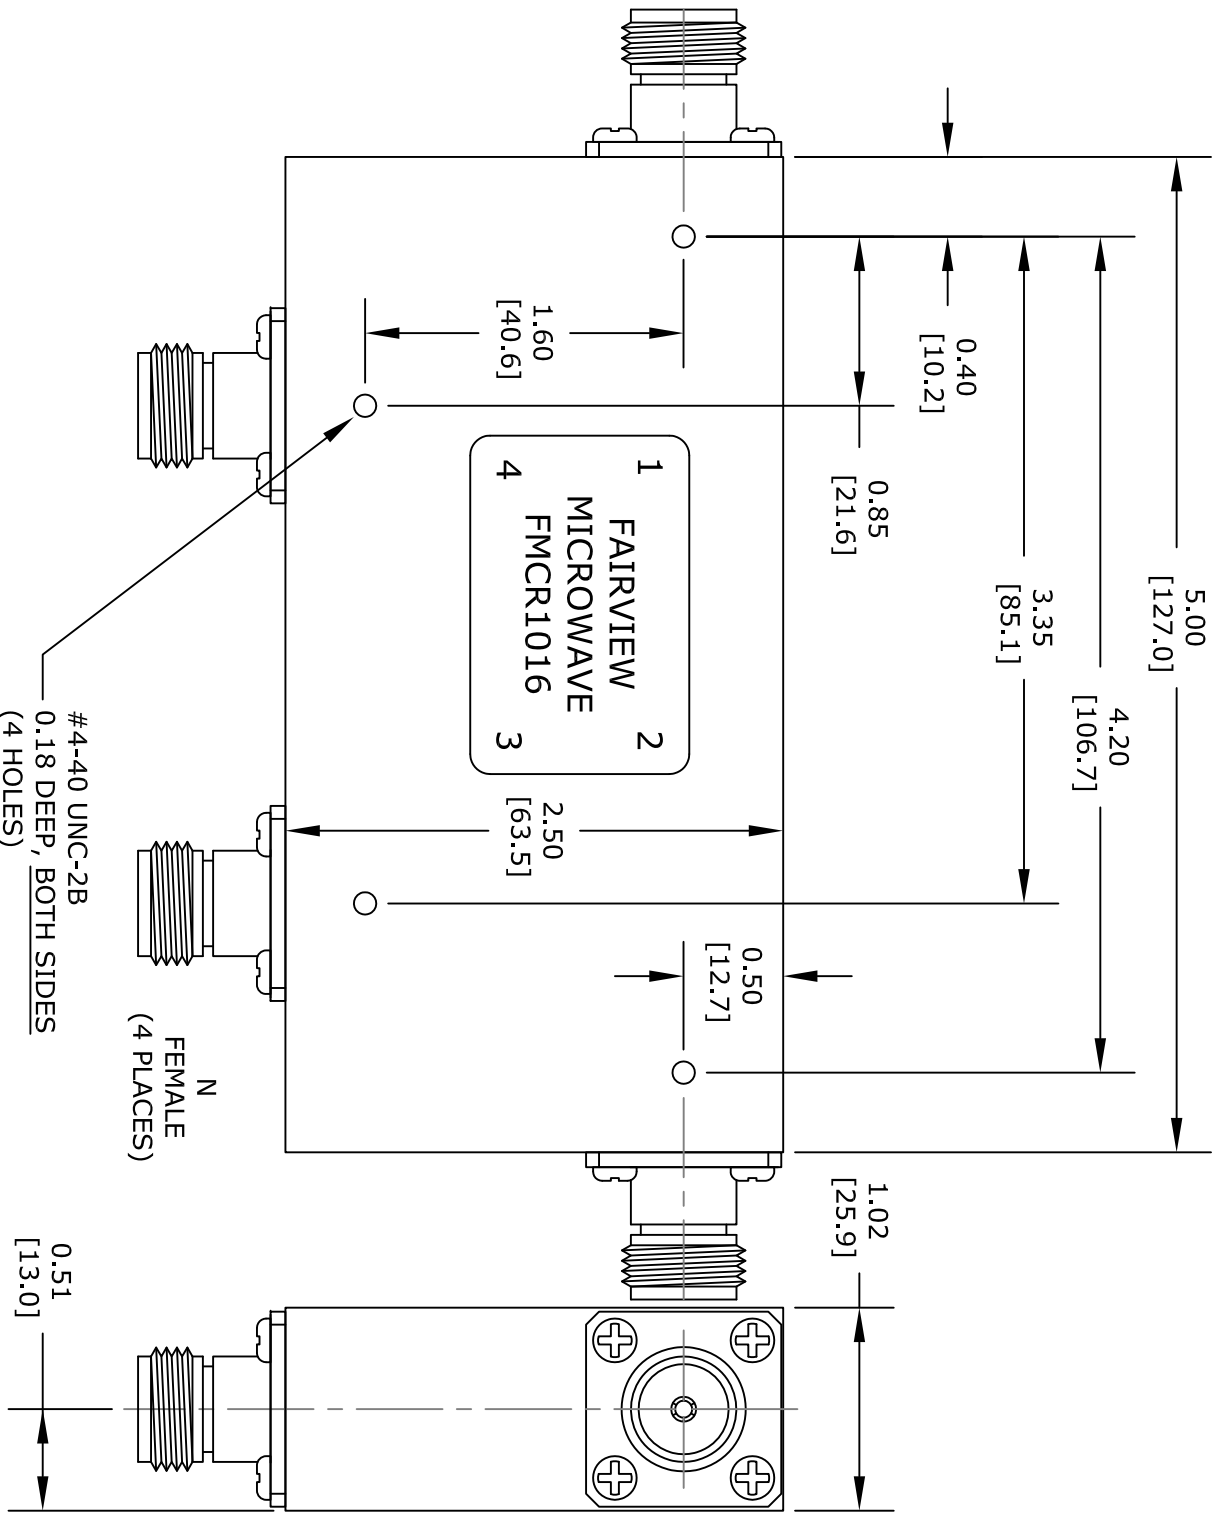 5.00
[127.0]
4.20
[106.7]
3.35
[85.1]
0.40
[10.2]
0.85
[21.6]
1.60
[40.6]
1
2
FAIRVIEW
MICROWAVE
FMCR1016
4
3
2.50
[63.5]
0.50
[12.7]
1.02
[25.9]
N
FEMALE
(4 PLACES)
#4-40 UNC-2B
0.18 DEEP, BOTH SIDES
(4 HOLES)
0.51
[13.0]